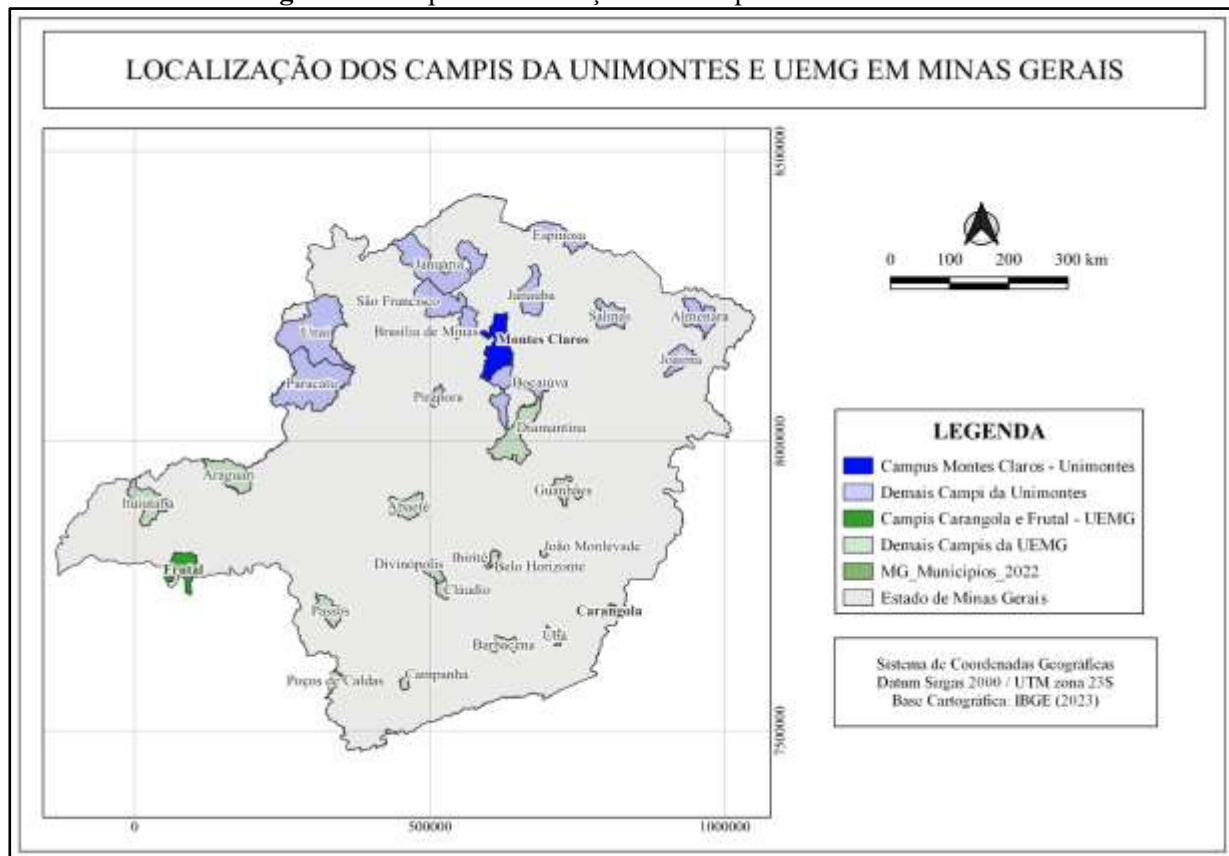 LOCALIZAÇÃO DOS CAMPIS DA UNIMONTES E UEMG EM MINAS GERAIS
8500000
8000000
7500000
0
500000
1000000
Espinosa
Januária
São Francisco
Janaúba
Salinas
Almenara
Brasília de Minas
Montes Claros
Unaí
Joaíma
Paracatu
Bocaiúva
Pirapora
Diamantina
Araguari
Ituiutaba
Guanhães
Abaeté
João Monlevade
Ibirité
Belo Horizonte
Divinópolis
Cláudio
Frutal
Passos
Carangola
Ubá
Barbacena
Campanha
Poços de Caldas
0 100 200 300 km
LEGENDA
Campus Montes Claros - Unimontes
Demais Campi da Unimontes
Campis Carangola e Frutal - UEMG
Demais Campis da UEMG
MG_Municipios_2022
Estado de Minas Gerais
Sistema de Coordenadas Geográficas
Datum Sirgas 2000 / UTM zona 23S
Base Cartográfica: IBGE (2023)